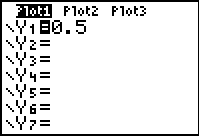 Plot1 Plot2 Plot3
\Y1=0.5
\Y2=
\Y3=
\Y4=
\Y5=
\Y6=
\Y7=